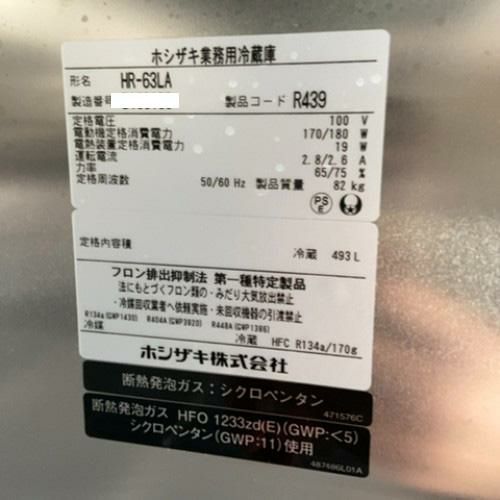 ホシザキ業務用冷蔵庫
形名 HR-63LA
製造番号 製品コード R439
定格電圧 100 V
電動機定格消費電力 170/180 W
電熱装置定格消費電力 19 W
運転電流 2.8/2.6 A
力率 65/75 %
定格周波数 50/60 Hz 製品質量 82 kg
PS E
定格内容積 冷蔵 493 L
フロン排出抑制法 第一種特定製品
法にもとづくフロン類の・みだり大気放出禁止
・冷媒回収業者へ依頼実施・未回収機器の引渡禁止
R134a(GWP1430) R404A(GWP3920) R448A(GWP1386)
冷媒 冷蔵 HFC R134a/170g
ホシザキ株式会社
断熱発泡ガス：シクロペンタン
471576C
断熱発泡ガス HFO 1233zd(E)(GWP:<5)
シクロペンタン(GWP:11)使用
487486L01A